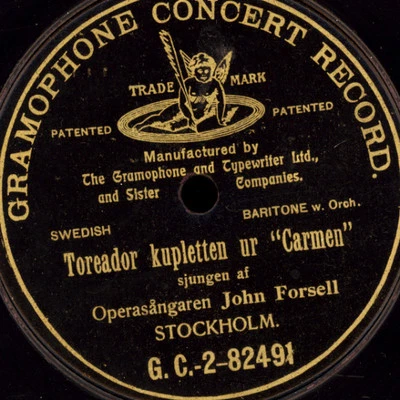 GRAMOPHONE CONCERT RECORD.
TRADE MARK
PATENTED PATENTED
Manufactured by
The Gramophone and Typewriter Ltd.,
and Sister Companies.
SWEDISH BARITONE w. Orch.
Toreador kupletten ur "Carmen"
sjungen af
Operasångaren John Forsell
STOCKHOLM.
G. C.-2-82491